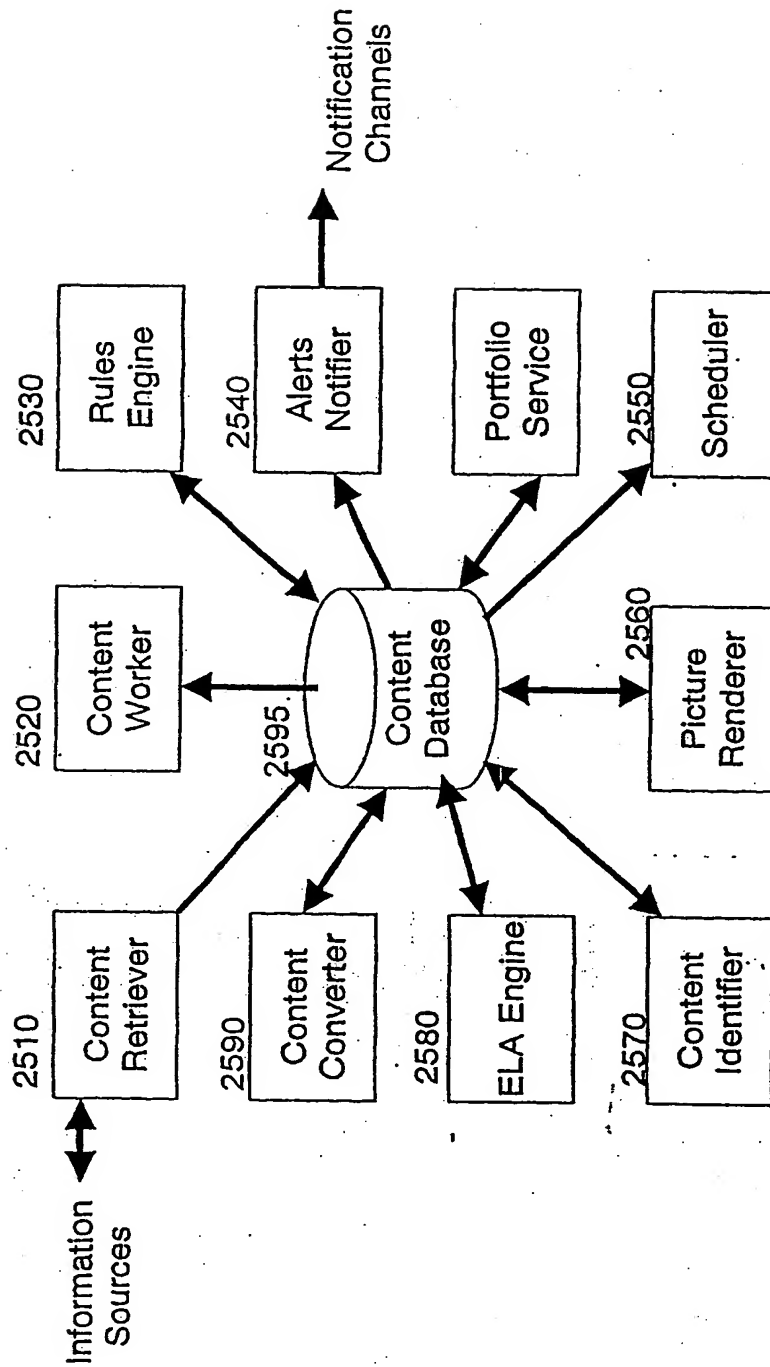 Information
Sources
2510
Content
Retriever
2520
Content
Worker
2530
Rules
Engine
2590
Content
Converter
2595
Content
Database
2540
Alerts
Notifier
Notification
Channels
2580
ELA Engine
Portfolio
Service
2570
Content
Identifier
2560
Picture
Renderer
2550
Scheduler